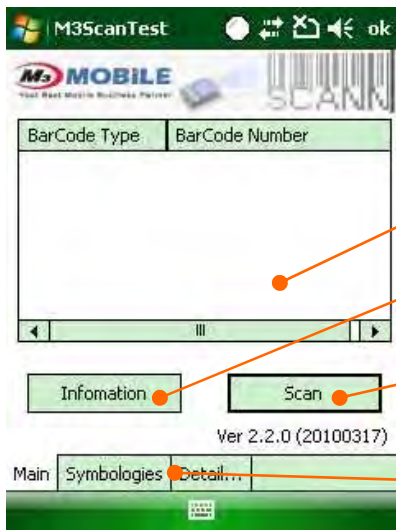 M3ScanTest ok
M3 MOBILE
Your Best Mobile Business Partner
SCANN
BarCode Type BarCode Number
Infomation Scan
Ver 2.2.0 (20100317)
Main Symbologies Detail...